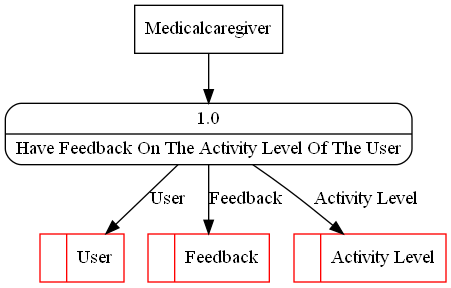 Medicalcaregiver
1.0
Have Feedback On The Activity Level Of The User
User
Feedback
Activity Level
User
Feedback
Activity Level